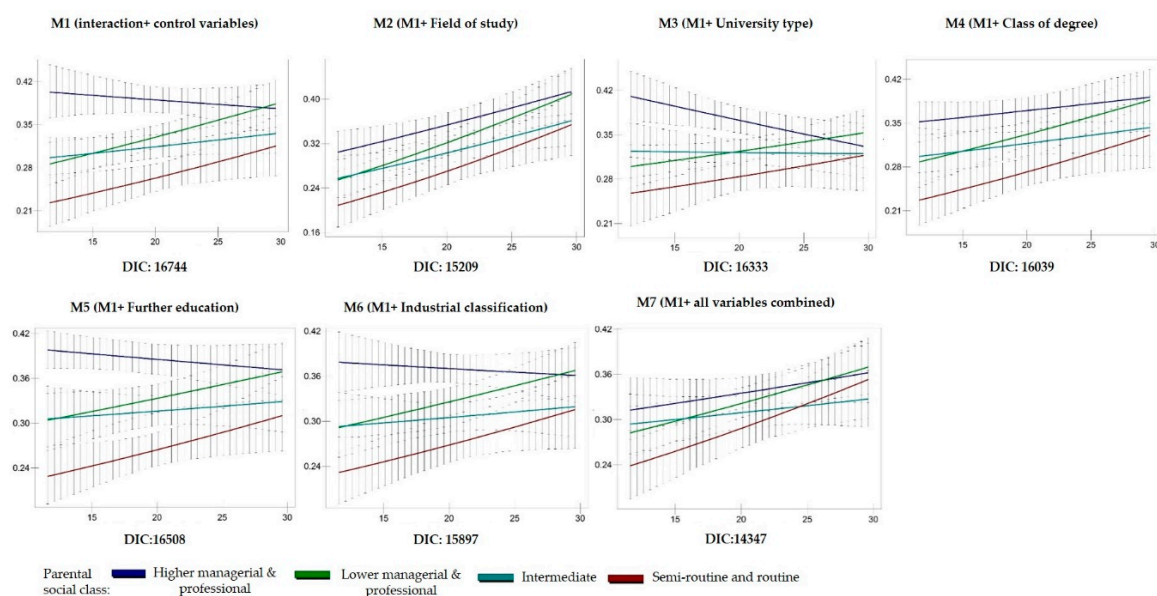 M1 (interaction+ control variables)
M2 (M1+ Field of study)
M3 (M1+ University type)
M4 (M1+ Class of degree)
0.42
0.35
0.28
0.21
15
20
25
30
0.40
0.32
0.24
0.16
15
20
25
30
0.42
0.35
0.28
0.21
15
20
25
30
0.42
0.35
0.28
0.21
15
20
25
30
DIC: 16744
DIC: 15209
DIC: 16333
DIC: 16039
M5 (M1+ Further education)
M6 (M1+ Industrial classification)
M7 (M1+ all variables combined)
0.42
0.36
0.30
0.24
15
20
25
30
0.42
0.36
0.30
0.24
15
20
25
30
0.42
0.36
0.30
0.24
15
20
25
30
DIC:16508
DIC: 15897
DIC:14347
Parental
social class:
Higher managerial &
professional
Lower managerial &
professional
Intermediate
Semi-routine and routine